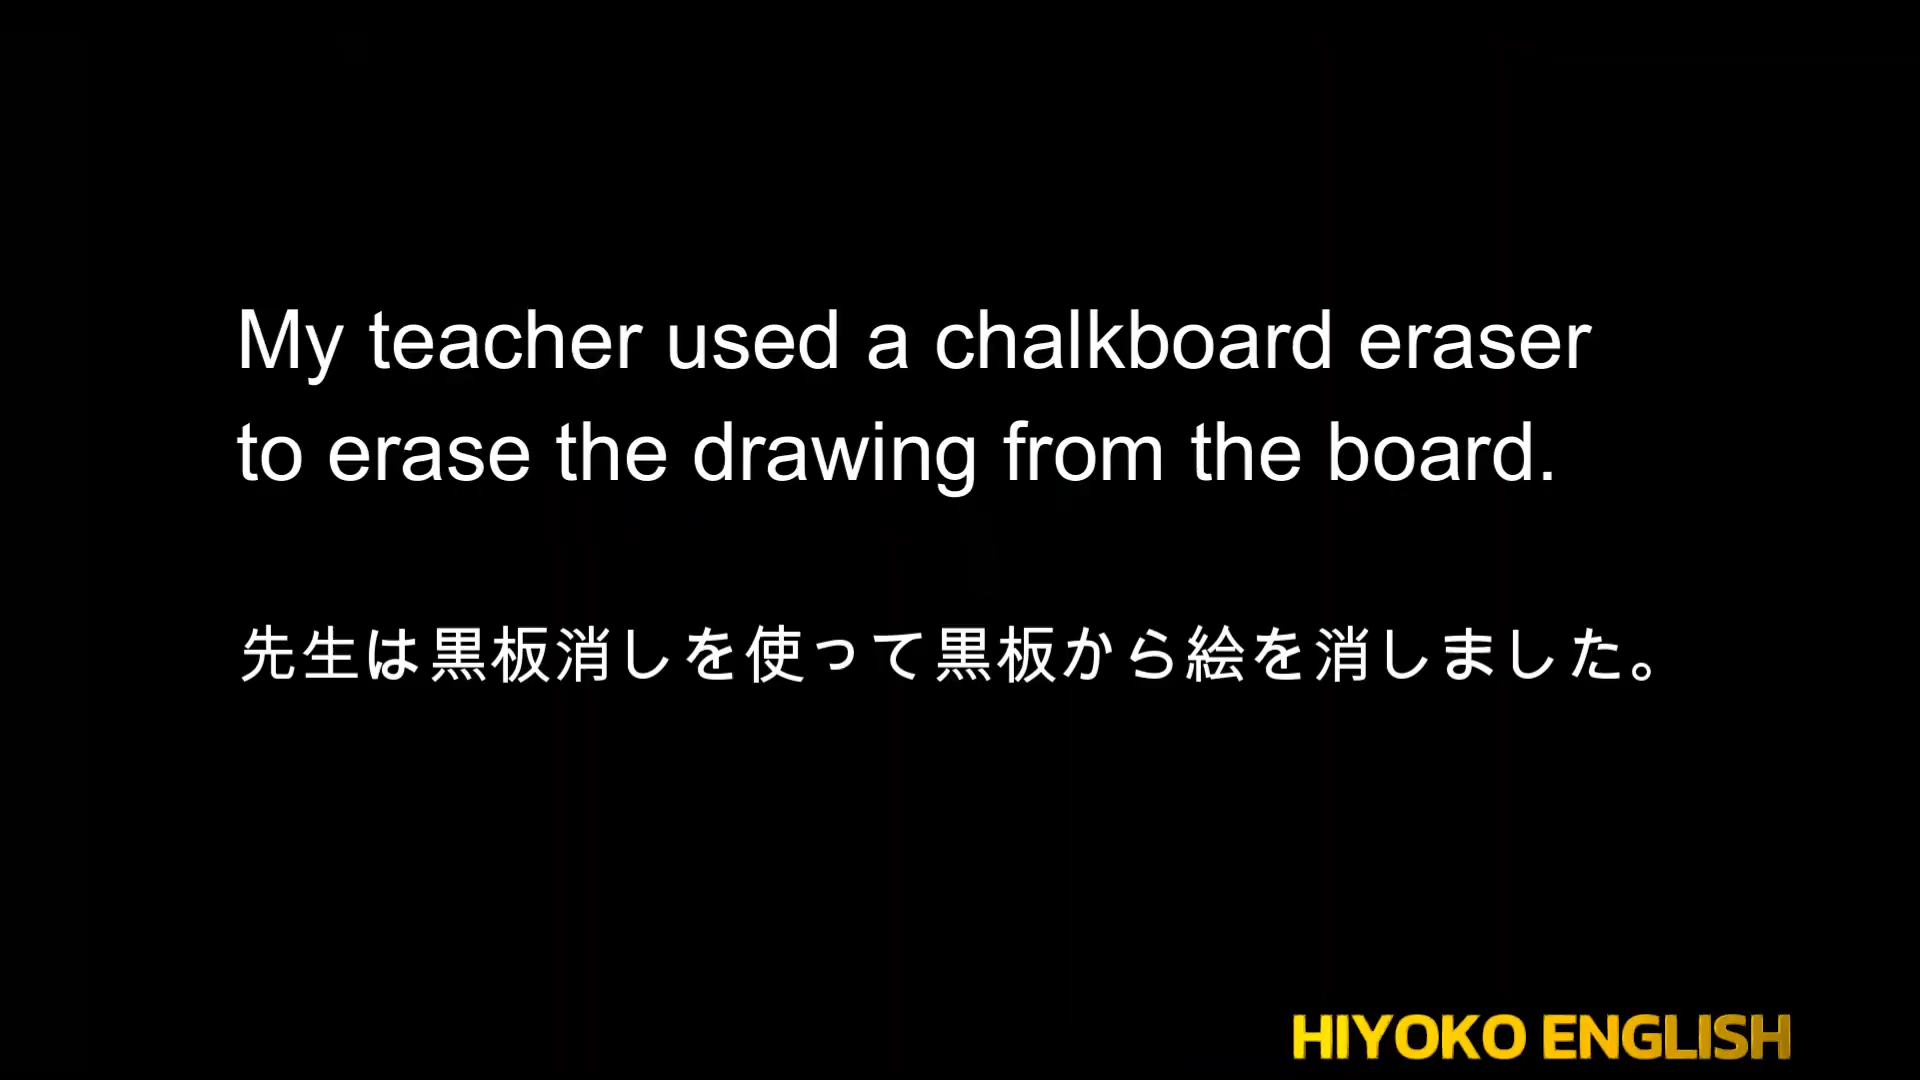 My teacher used a chalkboard eraser
to erase the drawing from the board.
先生は黒板消しを使って黒板から絵を消しました。
HIYOKO ENGLISH